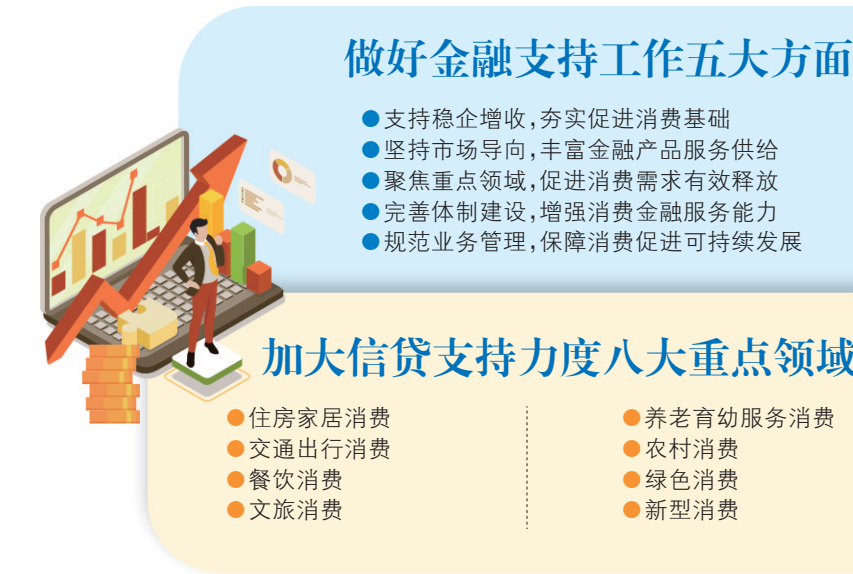 做好金融支持工作五大方面
●支持稳企增收,夯实促进消费基础
●坚持市场导向,丰富金融产品服务供给
●聚焦重点领域,促进消费需求有效释放
●完善体制建设,增强消费金融服务能力
●规范业务管理,保障消费促进可持续发展
加大信贷支持力度八大重点领域
●住房家居消费
●交通出行消费
●餐饮消费
●文旅消费
●养老育幼服务消费
●农村消费
●绿色消费
●新型消费